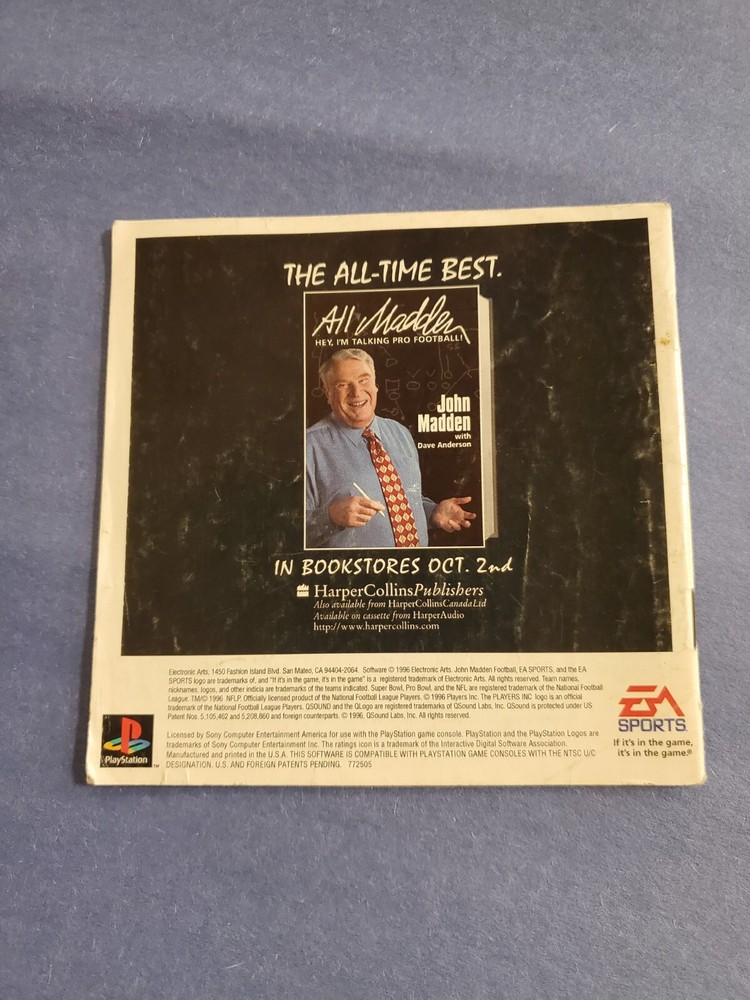 THE ALL-TIME BEST.
All Madden
HEY, I'M TALKING PRO FOOTBALL!
John
Madden
with
Dave Anderson
IN BOOKSTORES OCT. 2nd
HarperCollinsPublishers
Also available from HarperCollinsCanadaLtd
Available on cassette from HarperAudio
http://www.harpercollins.com
Electronic Arts, 1450 Fashion Island Blvd. San Mateo, CA 94404-2064. Software © 1996 Electronic Arts. John Madden Football, EA SPORTS, and the EA
SPORTS logo are trademarks of, and "If it's in the game, it's in the game" is a registered trademark of Electronic Arts. All rights reserved. Team names,
nicknames, logos, and other indicia are trademarks of the teams indicated. Super Bowl, Pro Bowl, and the NFL are registered trademark of the National Football
League. TM/© 1996 NFLP. Officially licensed product of the National Football League Players. © 1996 Players Inc. The PLAYERS INC logo is an official
trademark of the National Football League Players. QSOUND and the QLogo are registered trademarks of QSound Labs, Inc. QSound is protected under US
Patent Nos. 5,105,462 and 5,208,860 and foreign counterparts. © 1996, QSound Labs, Inc. All rights reserved.
EA
SPORTS™
If it's in the game,
it's in the game.®
PlayStation™
Licensed by Sony Computer Entertainment America for use with the PlayStation game console. PlayStation and the PlayStation Logos are
trademarks of Sony Computer Entertainment Inc. The ratings icon is a trademark of the Interactive Digital Software Association.
Manufactured and printed in the U.S.A. THIS SOFTWARE IS COMPATIBLE WITH PLAYSTATION GAME CONSOLES WITH THE NTSC U/C
DESIGNATION. U.S. AND FOREIGN PATENTS PENDING. 772505